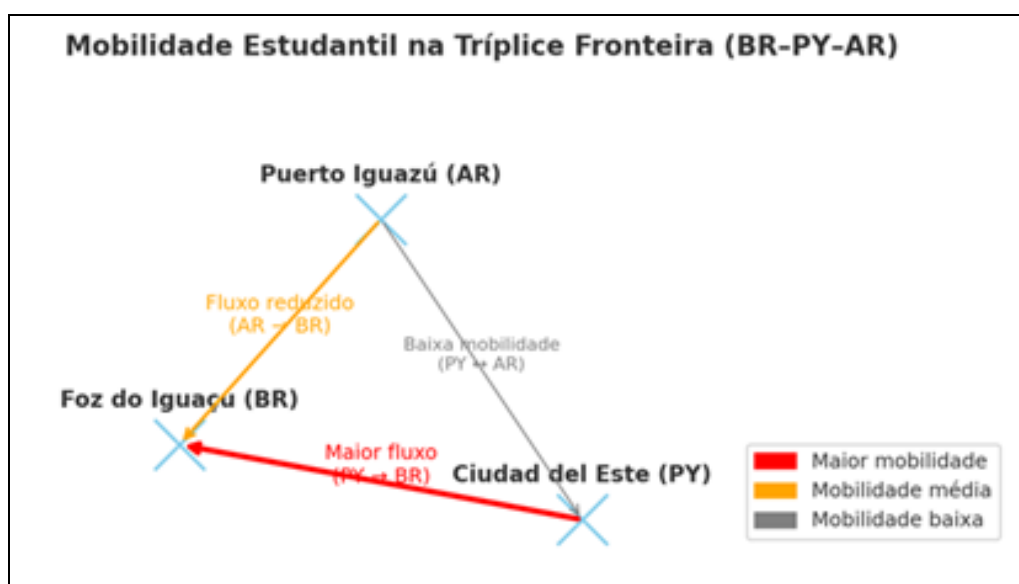 Mobilidade Estudantil na Tríplice Fronteira (BR–PY–AR)
Puerto Iguazú (AR)
Fluxo reduzido
(AR → BR)
Baixa mobilidade
(PY ↔ AR)
Foz do Iguaçu (BR)
Maior fluxo
(PY → BR)
Ciudad del Este (PY)
Maior mobilidade
Mobilidade média
Mobilidade baixa